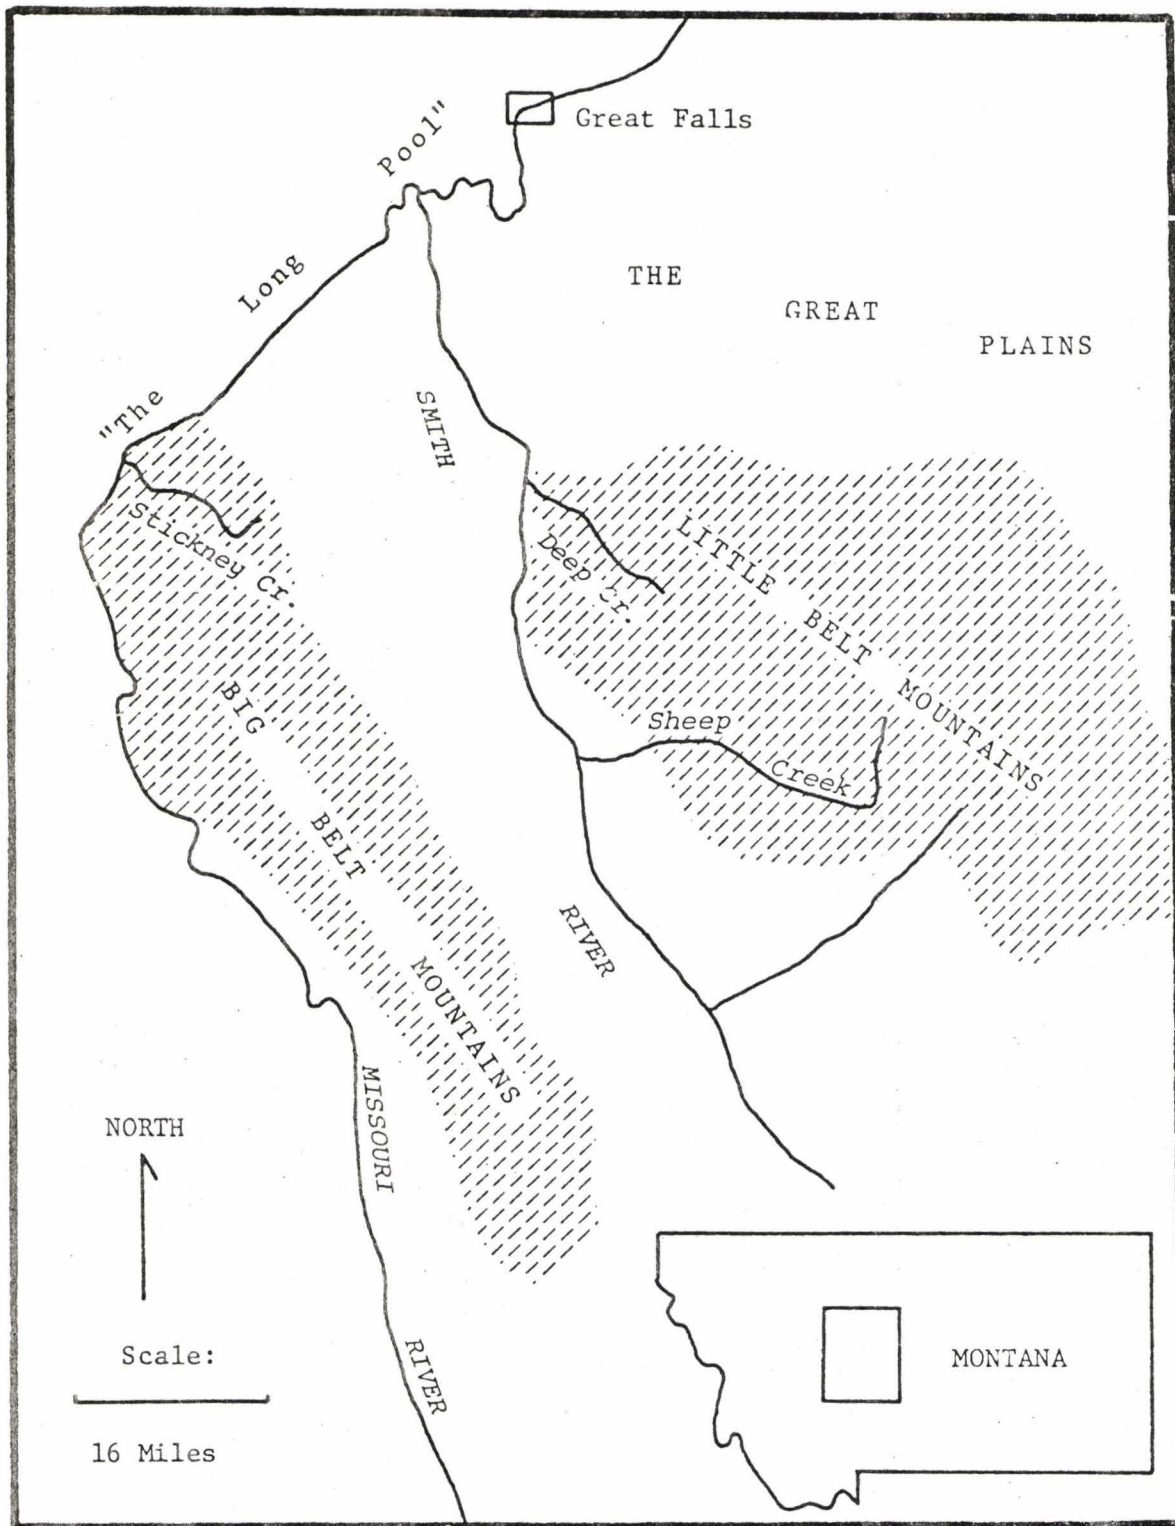 Great Falls
"The Long Pool"
THE GREAT PLAINS
SMITH RIVER
Stickney Cr.
Deep Cr.
LITTLE BELT MOUNTAINS
BIG BELT MOUNTAINS
Sheep Creek
MISSOURI RIVER
NORTH
Scale:
16 Miles
MONTANA